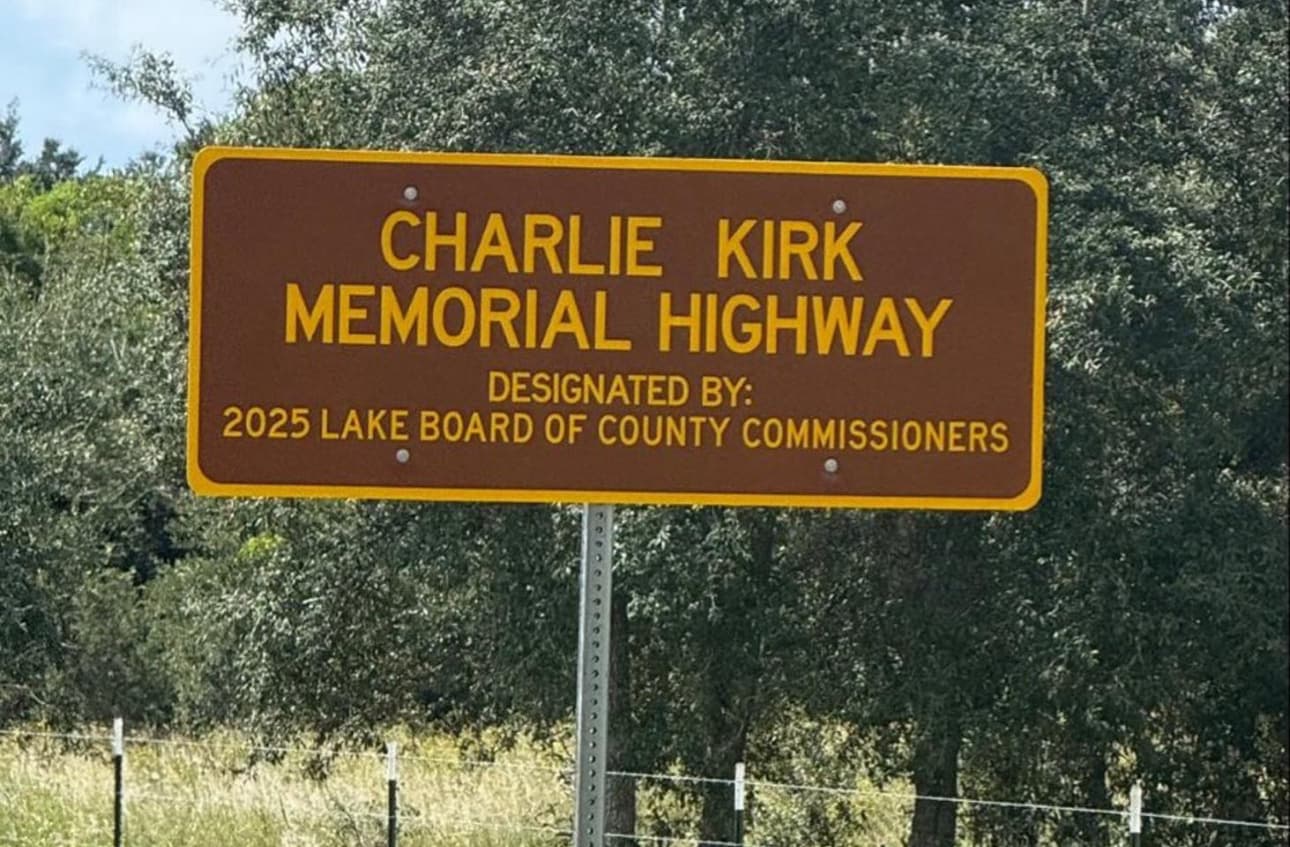 CHARLIE KIRK
MEMORIAL HIGHWAY
DESIGNATED BY:
2025 LAKE BOARD OF COUNTY COMMISSIONERS